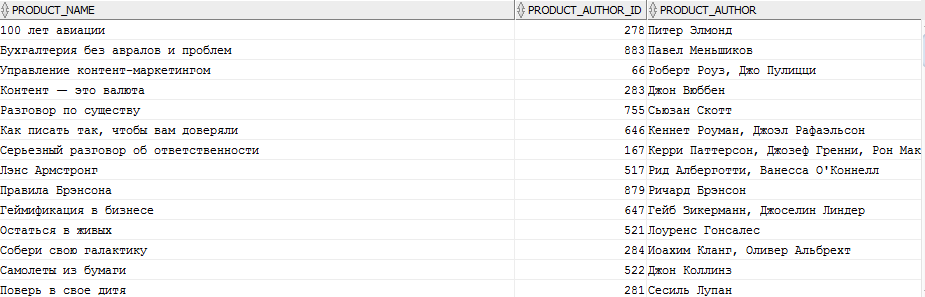 PRODUCT_NAME PRODUCT_AUTHOR_ID PRODUCT_AUTHOR
100 лет авиации 278 Питер Элмонд
Бухгалтерия без авралов и проблем 883 Павел Меньшиков
Управление контент-маркетингом 66 Роберт Роуз, Джо Пулицци
Контент — это валюта 283 Джон Вюббен
Разговор по существу 755 Сьюзан Скотт
Как писать так, чтобы вам доверяли 646 Кеннет Роуман, Джоэл Рафаэльсон
Серьезный разговор об ответственности 167 Керри Паттерсон, Джозеф Гренни, Рон Мак
Лэнс Армстронг 517 Рид Алберготти, Ванесса О'Коннелл
Правила Брэнсона 879 Ричард Брэнсон
Геймификация в бизнесе 647 Гейб Зикерманн, Джоселин Линдер
Остаться в живых 521 Лоуренс Гонсалес
Собери свою галактику 284 Иоахим Кланг, Оливер Альбрехт
Самолеты из бумаги 522 Джон Коллинз
Поверь в свое дитя 281 Сесиль Лупан